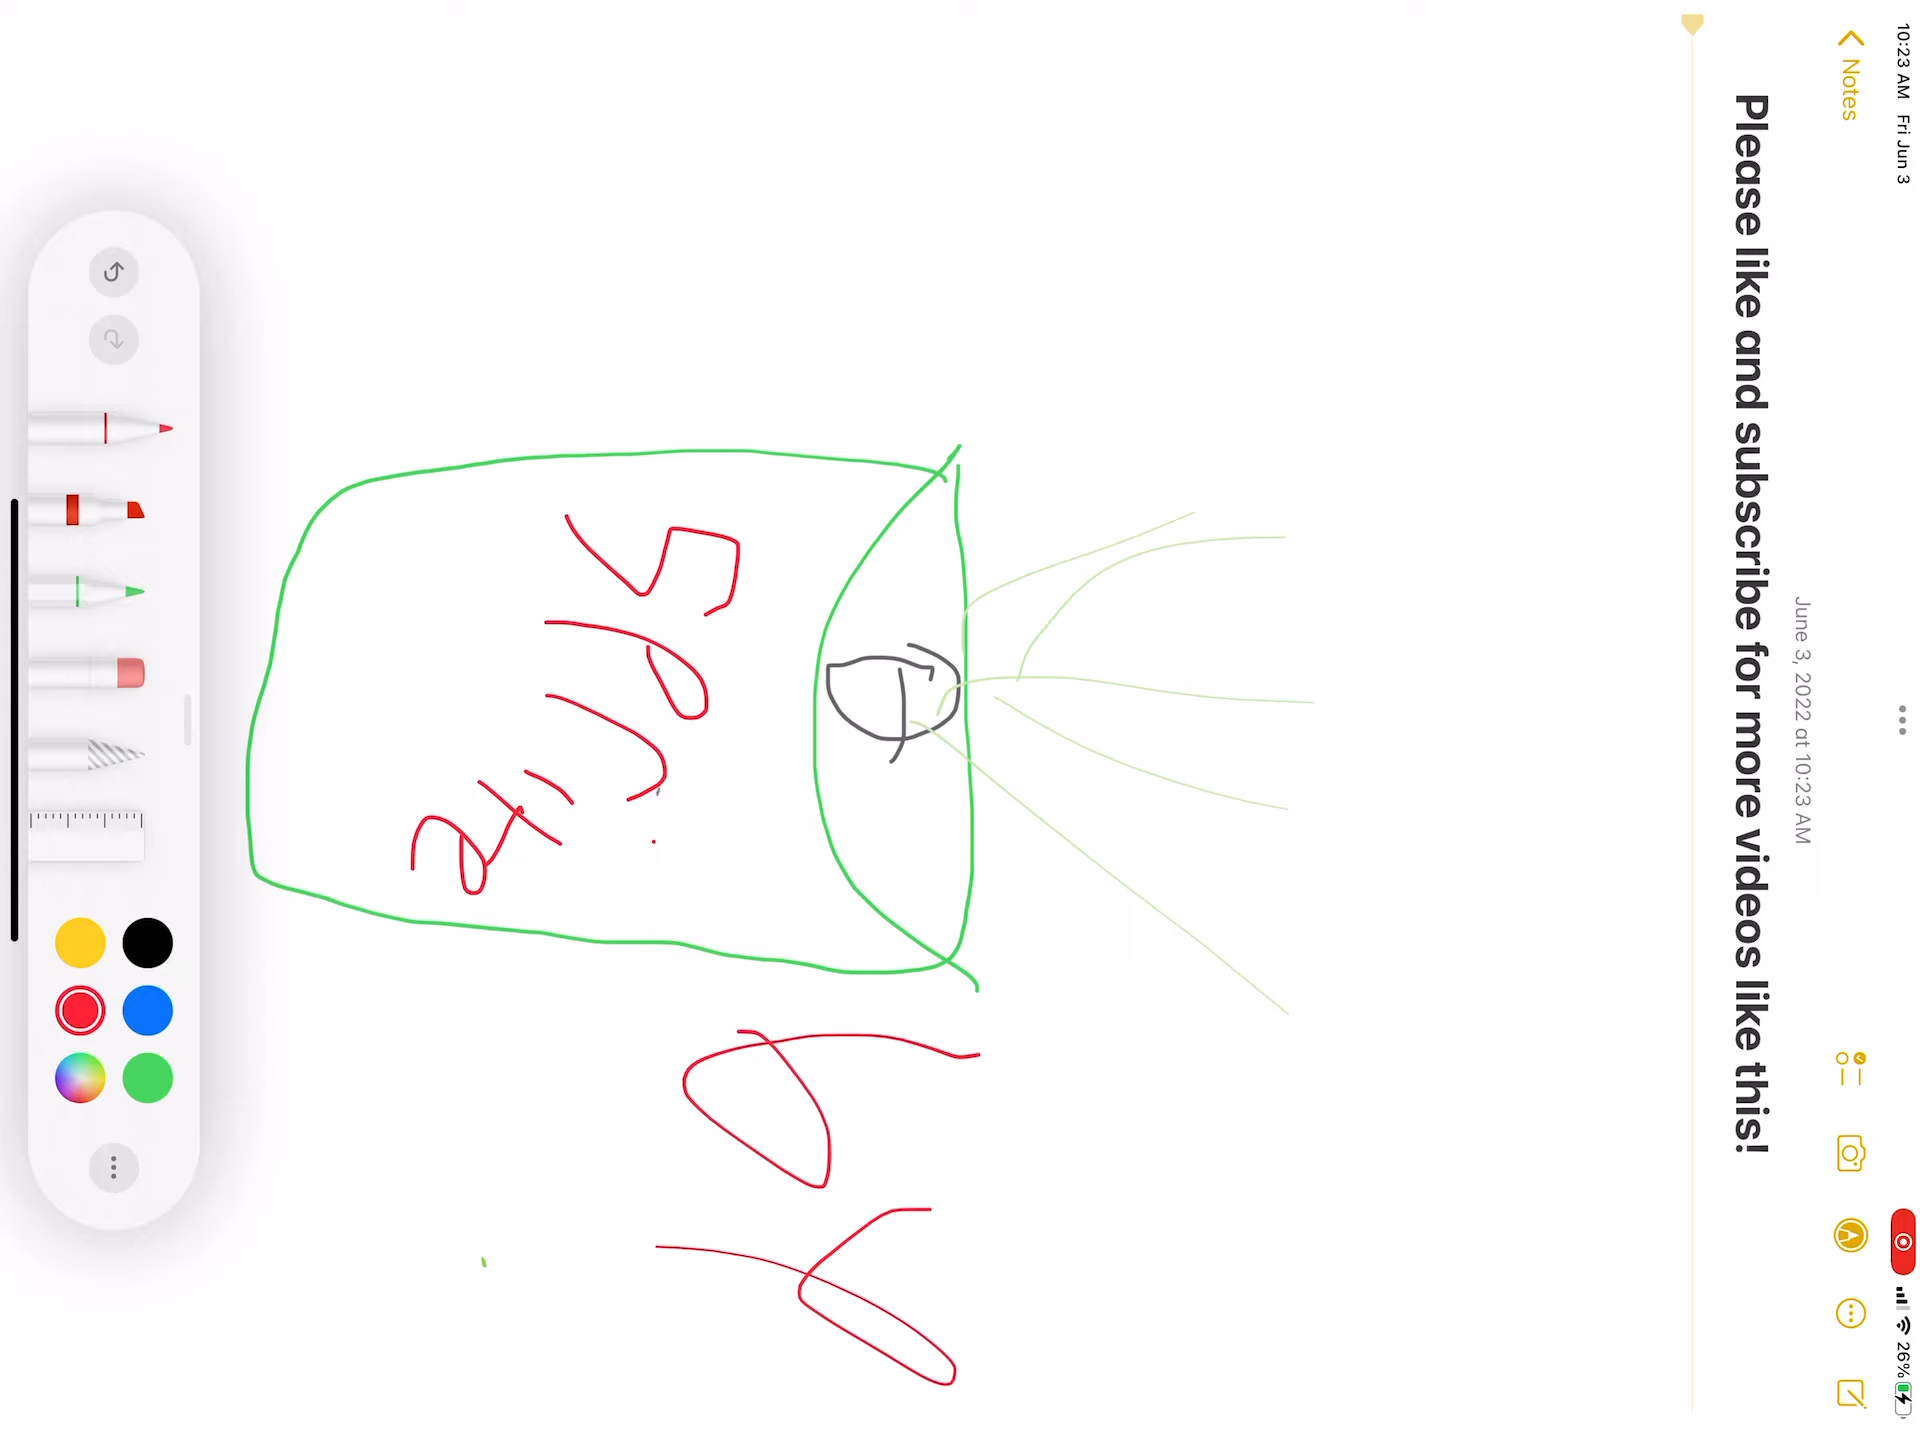 10:23 AM Fri Jun 3
26%
Notes
June 3, 2022 at 10:23 AM
Please like and subscribe for more videos like this!